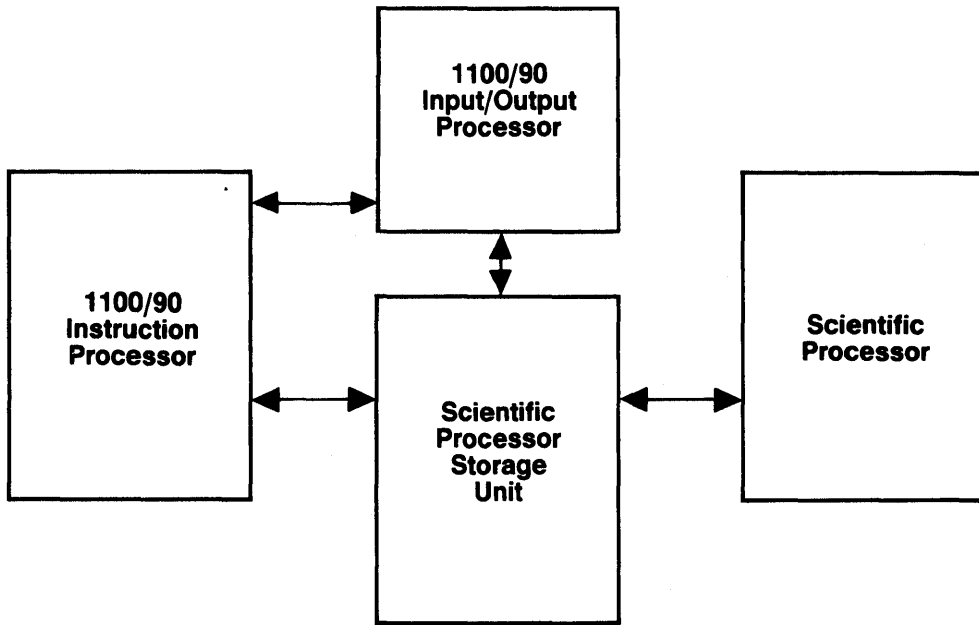 1100/90
Input/Output
Processor
1100/90
Instruction
Processor
Scientific
Processor
Storage
Unit
Scientific
Processor